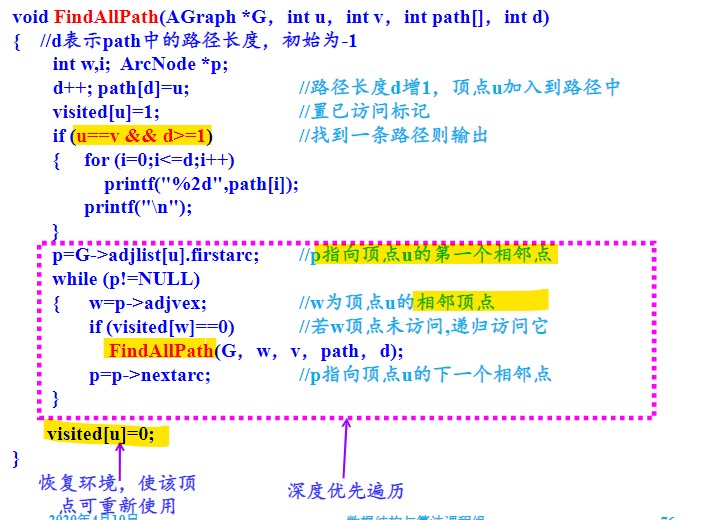 void FindAllPath(AGraph *G，int u，int v，int path[]，int d)
{ //d表示path中的路径长度，初始为-1
int w,i; ArcNode *p;
d++; path[d]=u; //路径长度d增1，顶点u加入到路径中
visited[u]=1; //置已访问标记
if (u==v && d>=1) //找到一条路径则输出
{ for (i=0;i<=d;i++)
printf("%2d",path[i]);
printf("\n");
}
p=G->adjlist[u].firstarc; //p指向顶点u的第一个相邻点
while (p!=NULL)
{ w=p->adjvex; //w为顶点u的相邻顶点
if (visited[w]==0) //若w顶点未访问,递归访问它
FindAllPath(G，w，v，path，d);
p=p->nextarc; //p指向顶点u的下一个相邻点
}
visited[u]=0;
}
恢复环境，使该顶
点可重新使用
深度优先遍历